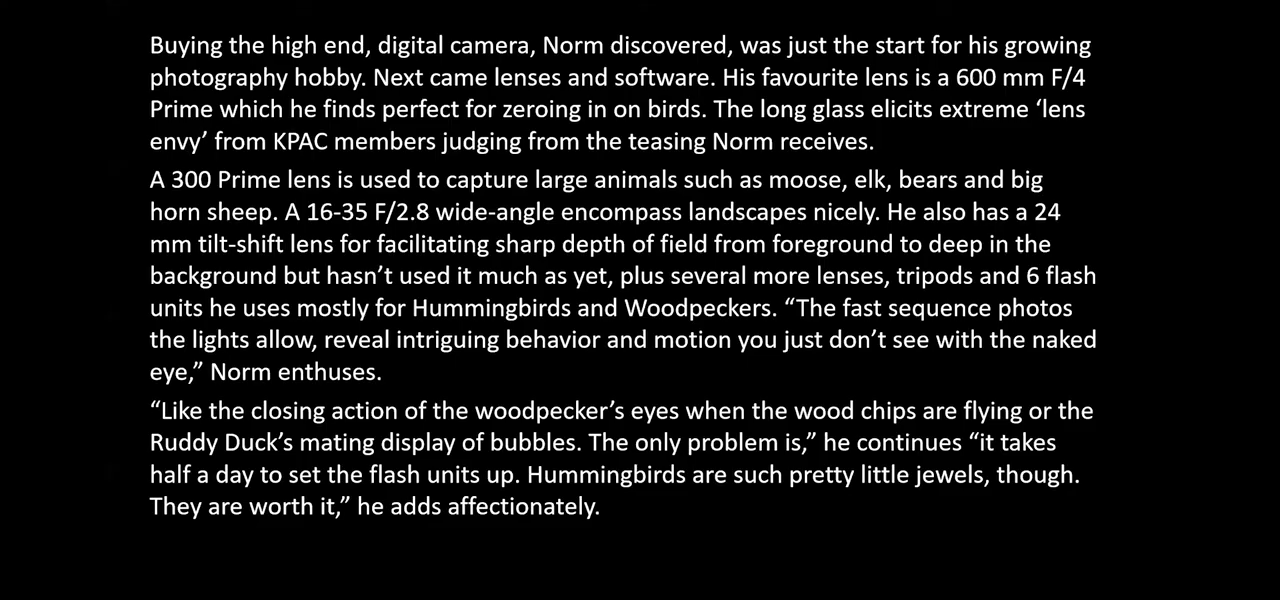 Buying the high end, digital camera, Norm discovered, was just the start for his growing
photography hobby. Next came lenses and software. His favourite lens is a 600 mm F/4
Prime which he finds perfect for zeroing in on birds. The long glass elicits extreme ‘lens
envy’ from KPAC members judging from the teasing Norm receives.
A 300 Prime lens is used to capture large animals such as moose, elk, bears and big
horn sheep. A 16-35 F/2.8 wide-angle encompass landscapes nicely. He also has a 24
mm tilt-shift lens for facilitating sharp depth of field from foreground to deep in the
background but hasn’t used it much as yet, plus several more lenses, tripods and 6 flash
units he uses mostly for Hummingbirds and Woodpeckers. “The fast sequence photos
the lights allow, reveal intriguing behavior and motion you just don’t see with the naked
eye,” Norm enthuses.
“Like the closing action of the woodpecker’s eyes when the wood chips are flying or the
Ruddy Duck’s mating display of bubbles. The only problem is,” he continues “it takes
half a day to set the flash units up. Hummingbirds are such pretty little jewels, though.
They are worth it,” he adds affectionately.